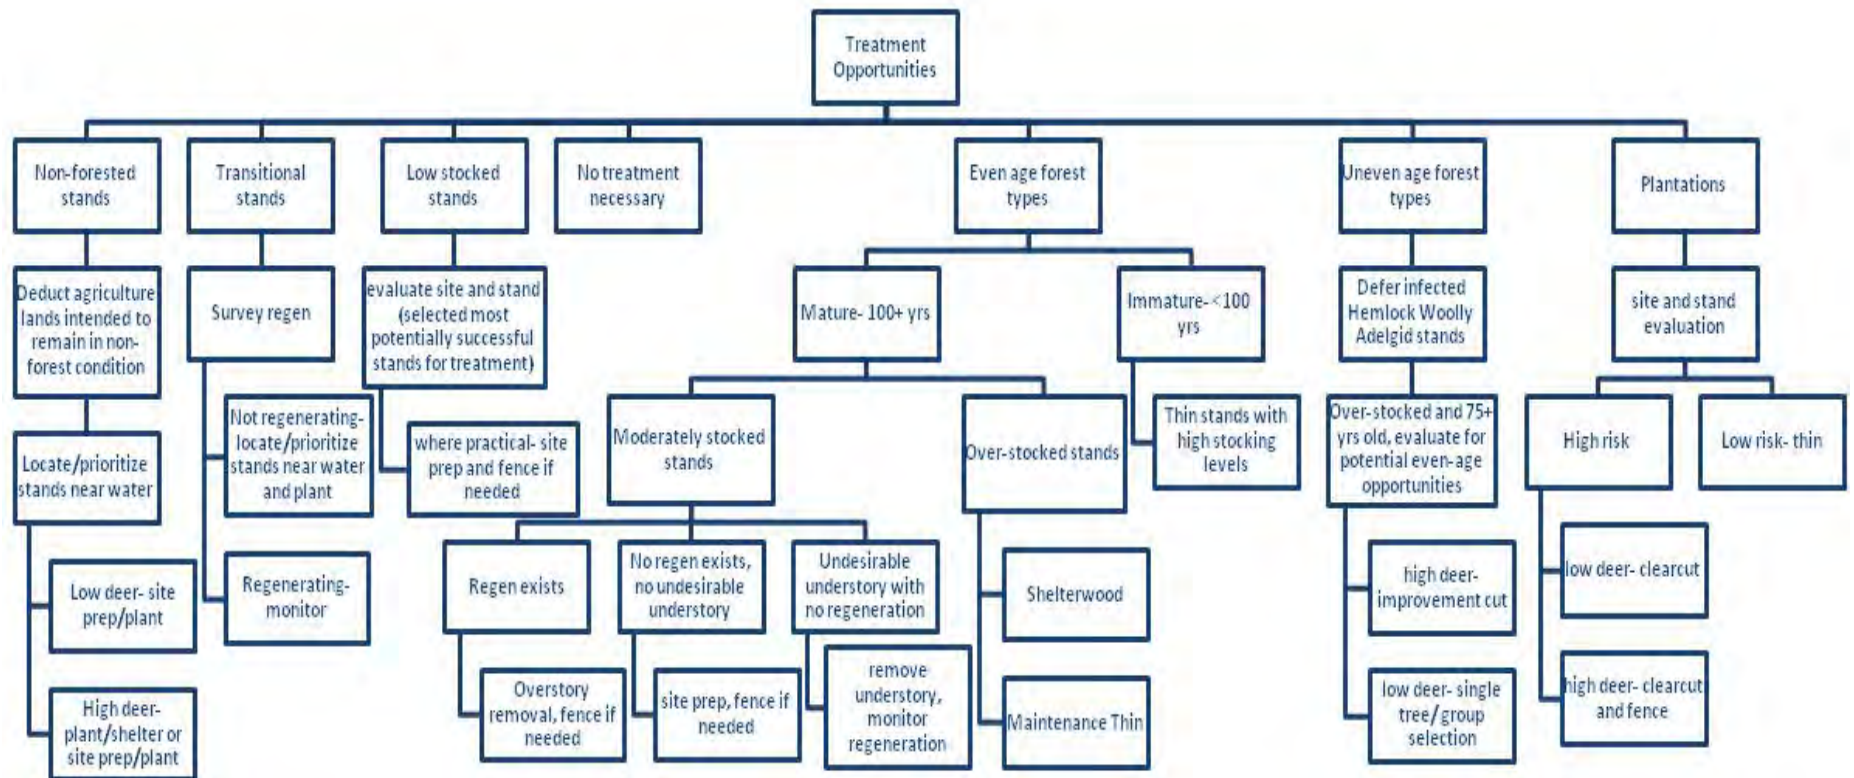 Treatment
Opportunities
Non-forested
stands
Transitional
stands
Low stocked
stands
No treatment
necessary
Even age forest
types
Uneven age forest
types
Plantations
Deduct agriculture
lands intended to
remain in non-
forest condition
Survey regen
evaluate site and stand
(selected most
potentially successful
stands for treatment)
Mature- 100+ yrs
Immature- <100
yrs
Defer infected
Hemlock Woolly
Adelgid stands
site and stand
evaluation
Locate/prioritize
stands near water
Not regenerating-
locate/prioritize
stands near water
and plant
where practical- site
prep and fence if
needed
Moderately stocked
stands
Over-stocked stands
Thin stands with
high stocking
levels
Over-stocked and 75+
yrs old, evaluate for
potential even-age
opportunities
High risk
Low risk- thin
Low deer- site
prep/plant
Regenerating-
monitor
Regen exists
No regen exists,
no undesirable
understory
Undesirable
understory with
no regeneration
Shelterwood
high deer-
improvement cut
low deer- clearcut
High deer-
plant/shelter or
site prep/plant
Overstory
removal, fence if
needed
site prep, fence if
needed
remove
understory,
monitor
regeneration
Maintenance Thin
low deer- single
tree/ group
selection
high deer- clearcut
and fence